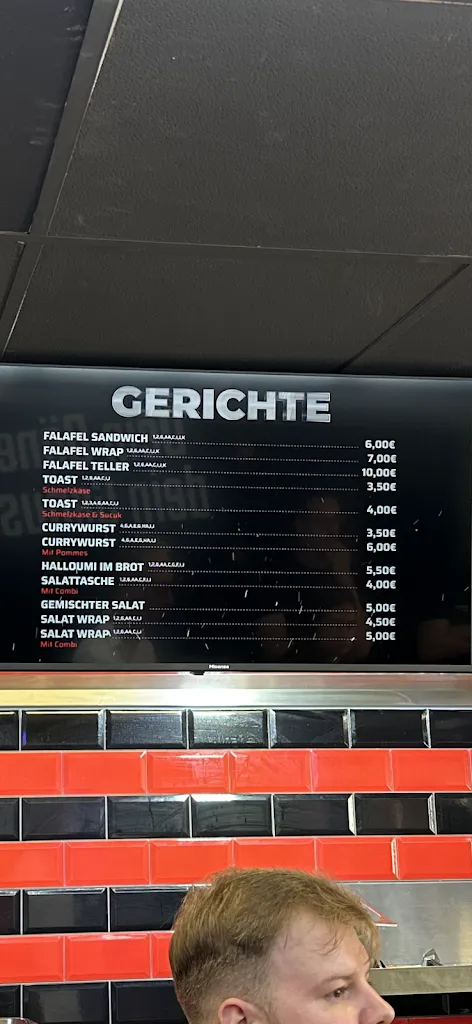 GERICHTE
FALAFEL SANDWICH 6,00€
FALAFEL WRAP 7,00€
FALAFEL TELLER 10,00€
TOAST 3,50€
Schmelzkäse
TOAST 4,00€
Schmelzkäse & Sucuk
CURRYWURST 3,50€
CURRYWURST 6,00€
Mit Pommes
HALLOUMI IM BROT 5,50€
SALATTASCHE 4,00€
Mit Combi
GEMISCHTER SALAT 5,00€
SALAT WRAP 4,50€
SALAT WRAP 5,00€
Mit Combi
Hisense